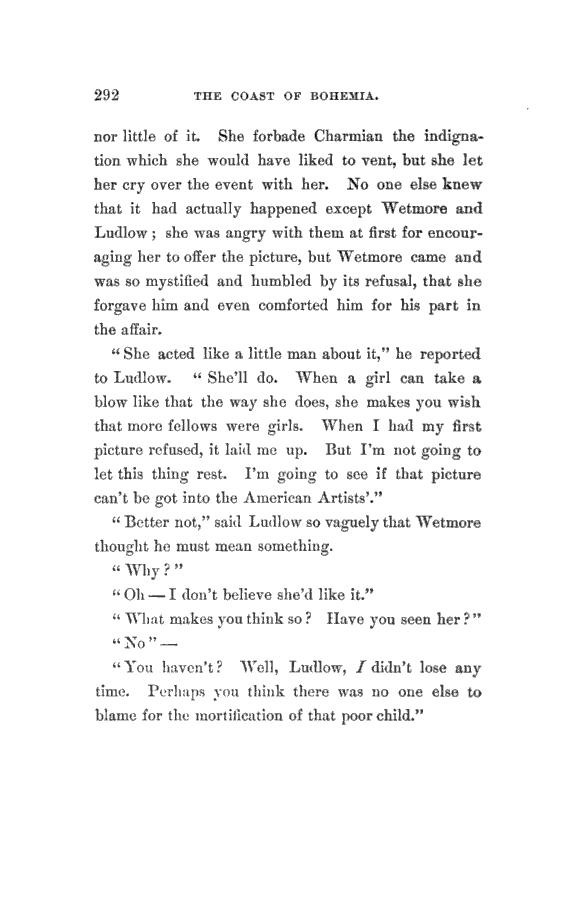 292 THE COAST OF BOHEMIA.
nor little of it. She forbade Charmian the indigna-
tion which she would have liked to vent, but she let
her cry over the event with her. No one else knew
that it had actually happened except Wetmore and
Ludlow; she was angry with them at first for encour-
aging her to offer the picture, but Wetmore came and
was so mystified and humbled by its refusal, that she
forgave him and even comforted him for his part in
the affair.
"She acted like a little man about it," he reported
to Ludlow. "She'll do. When a girl can take a
blow like that the way she does, she makes you wish
that more fellows were girls. When I had my first
picture refused, it laid me up. But I'm not going to
let this thing rest. I'm going to see if that picture
can't be got into the American Artists'."
"Better not," said Ludlow so vaguely that Wetmore
thought he must mean something.
"Why?"
"Oh — I don't believe she'd like it."
"What makes you think so? Have you seen her?"
"No" —
"You haven't? Well, Ludlow, I didn't lose any
time. Perhaps you think there was no one else to
blame for the mortification of that poor child."